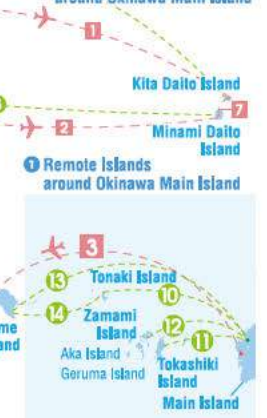 around Okinawa Main Island
1
Kita Daito Island
7
2
Minami Daito
Island
1 Remote Islands
around Okinawa Main Island
3
13
Tonaki Island
10
14
Zamami
Island
12
11
Aka Island
Geruma Island
Tokashiki
Island
Main Island